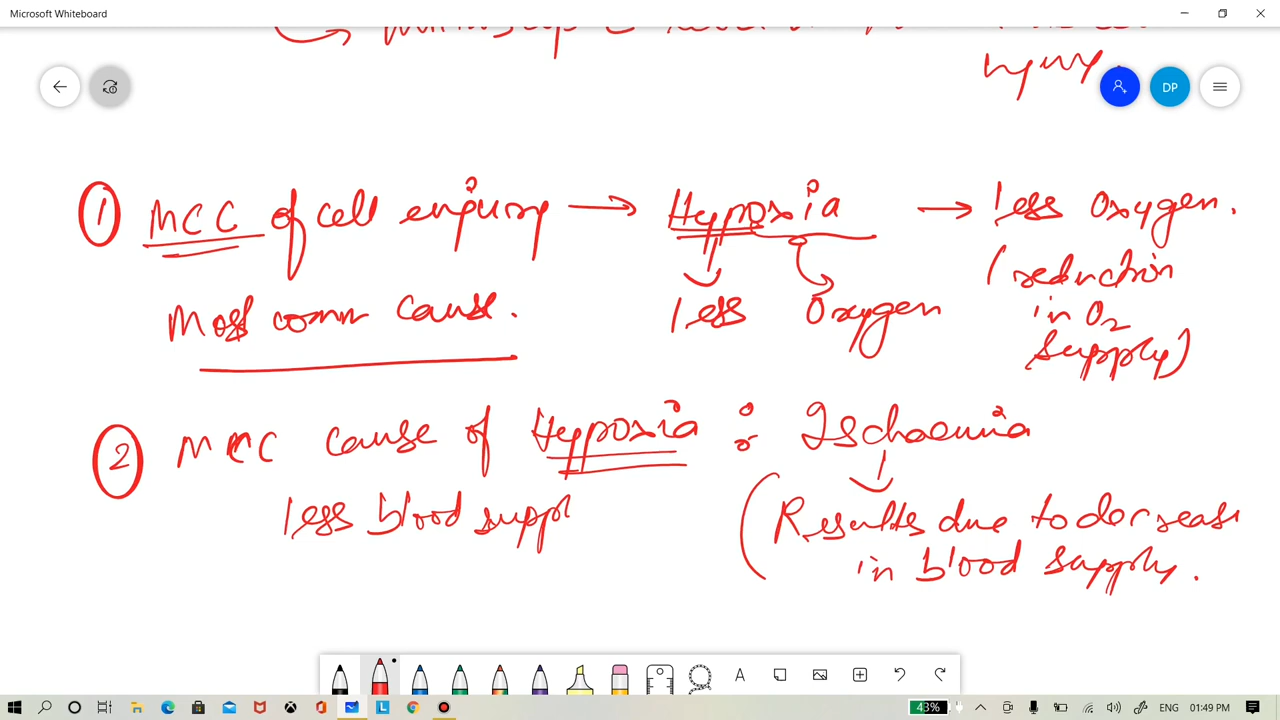 Microsoft Whiteboard
injury
DP
1 MCC of cell enjury → Hypoxia → less Oxygen.
(reduction in O2 supply)
Most comm cause.
less Oxygen
2 MCC cause of Hypoxia : Ischaemia
less blood suppl
(Results due to decrease
in blood supply.
A
43%
ENG
01:49 PM